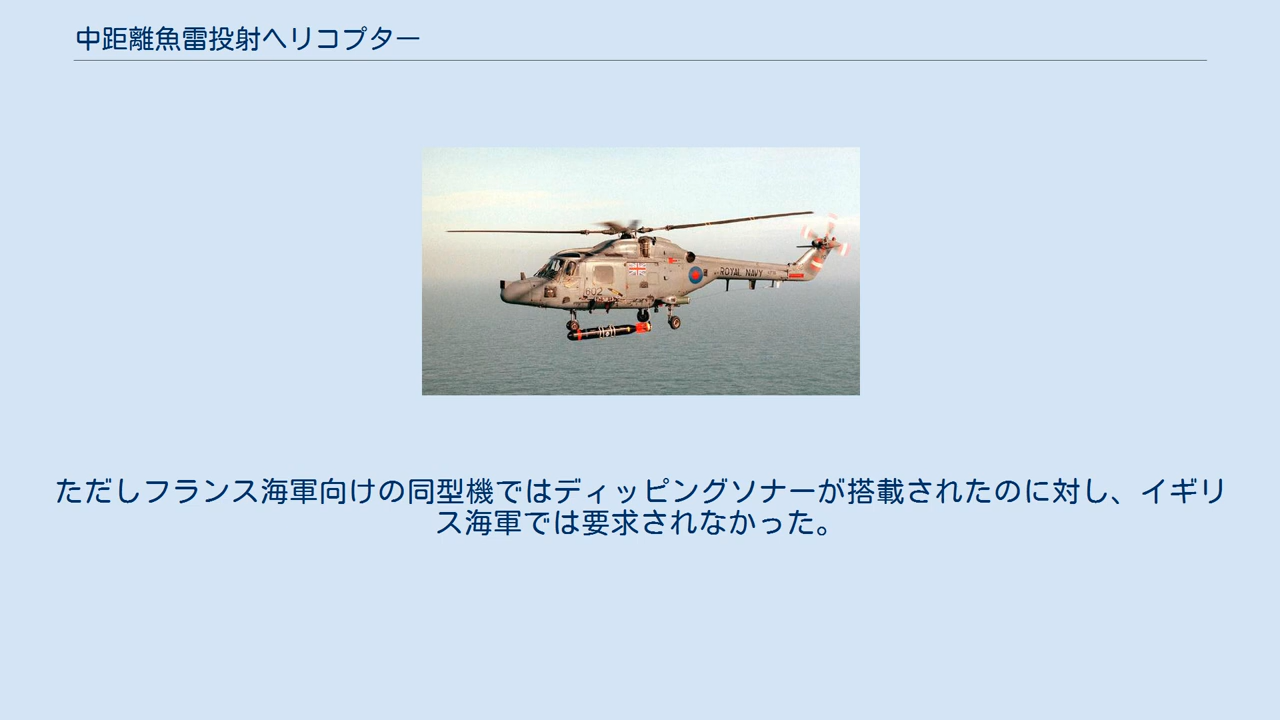 中距離魚雷投射ヘリコプター
ROYAL NAVY
802
ただしフランス海軍向けの同型機ではディッピングソナーが搭載されたのに対し、イギリ
ス海軍では要求されなかった。